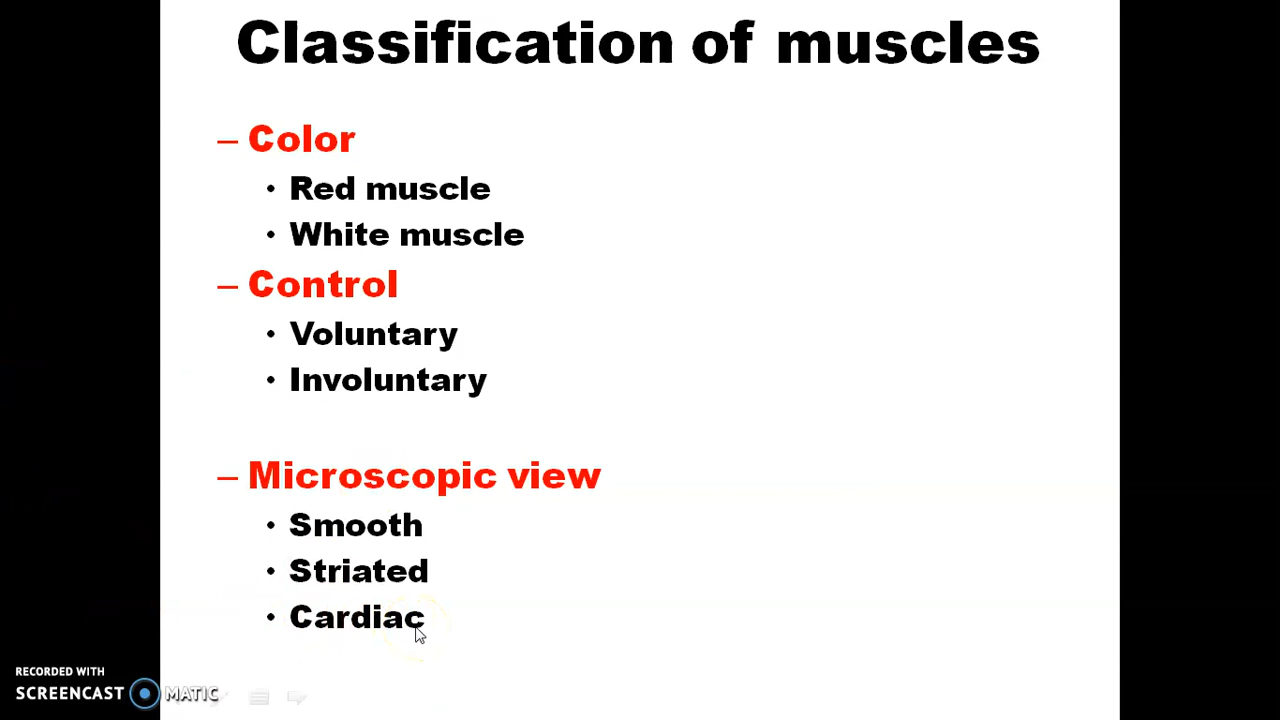 Classification of muscles
– Color
• Red muscle
• White muscle
– Control
• Voluntary
• Involuntary
– Microscopic view
• Smooth
• Striated
• Cardiac
RECORDED WITH
SCREENCAST MATIC